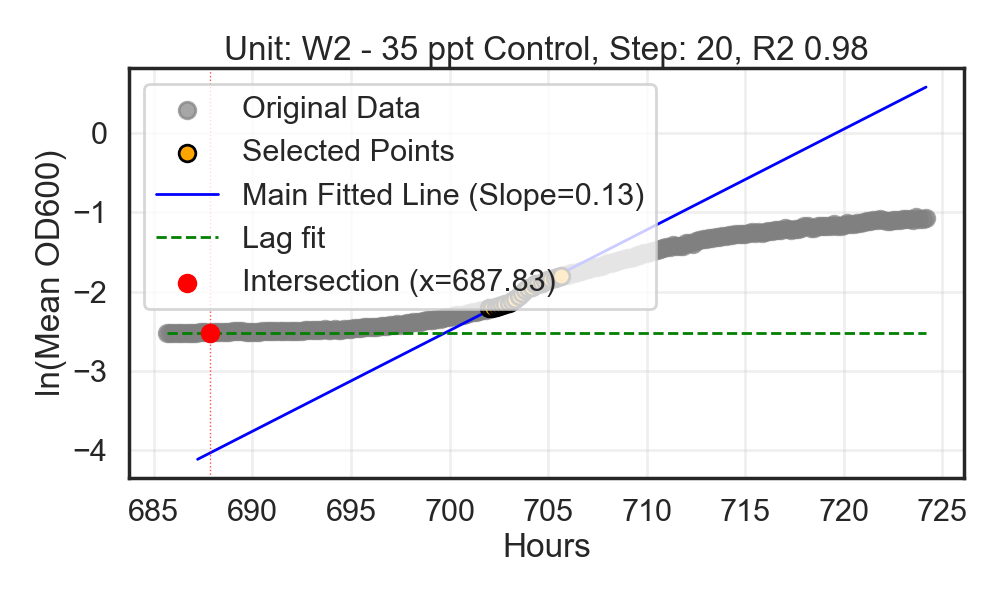 Unit: W2 - 35 ppt Control, Step: 20, R2 0.98
Original Data
Selected Points
Main Fitted Line (Slope=0.13)
Lag fit
Intersection (x=687.83)
ln(Mean OD600)
0
−1
−2
−3
−4
685 690 695 700 705 710 715 720 725
Hours